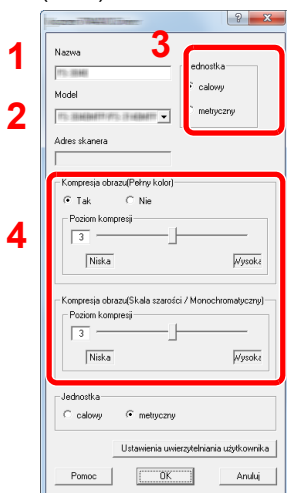 1
Nazwa
3
Jednostka
calowy
metryczny
2
Model
Adres skanera
4
Kompresja obrazu(Pełny kolor)
Tak Nie
Poziom kompresji
3
Niska Wysoka
Kompresja obrazu(Skala szarości / Monochromatyczny)
Poziom kompresji
3
Niska Wysoka
Jednostka
calowy metryczny
Ustawienia uwierzytelniania użytkownika
Pomoc OK Anuluj